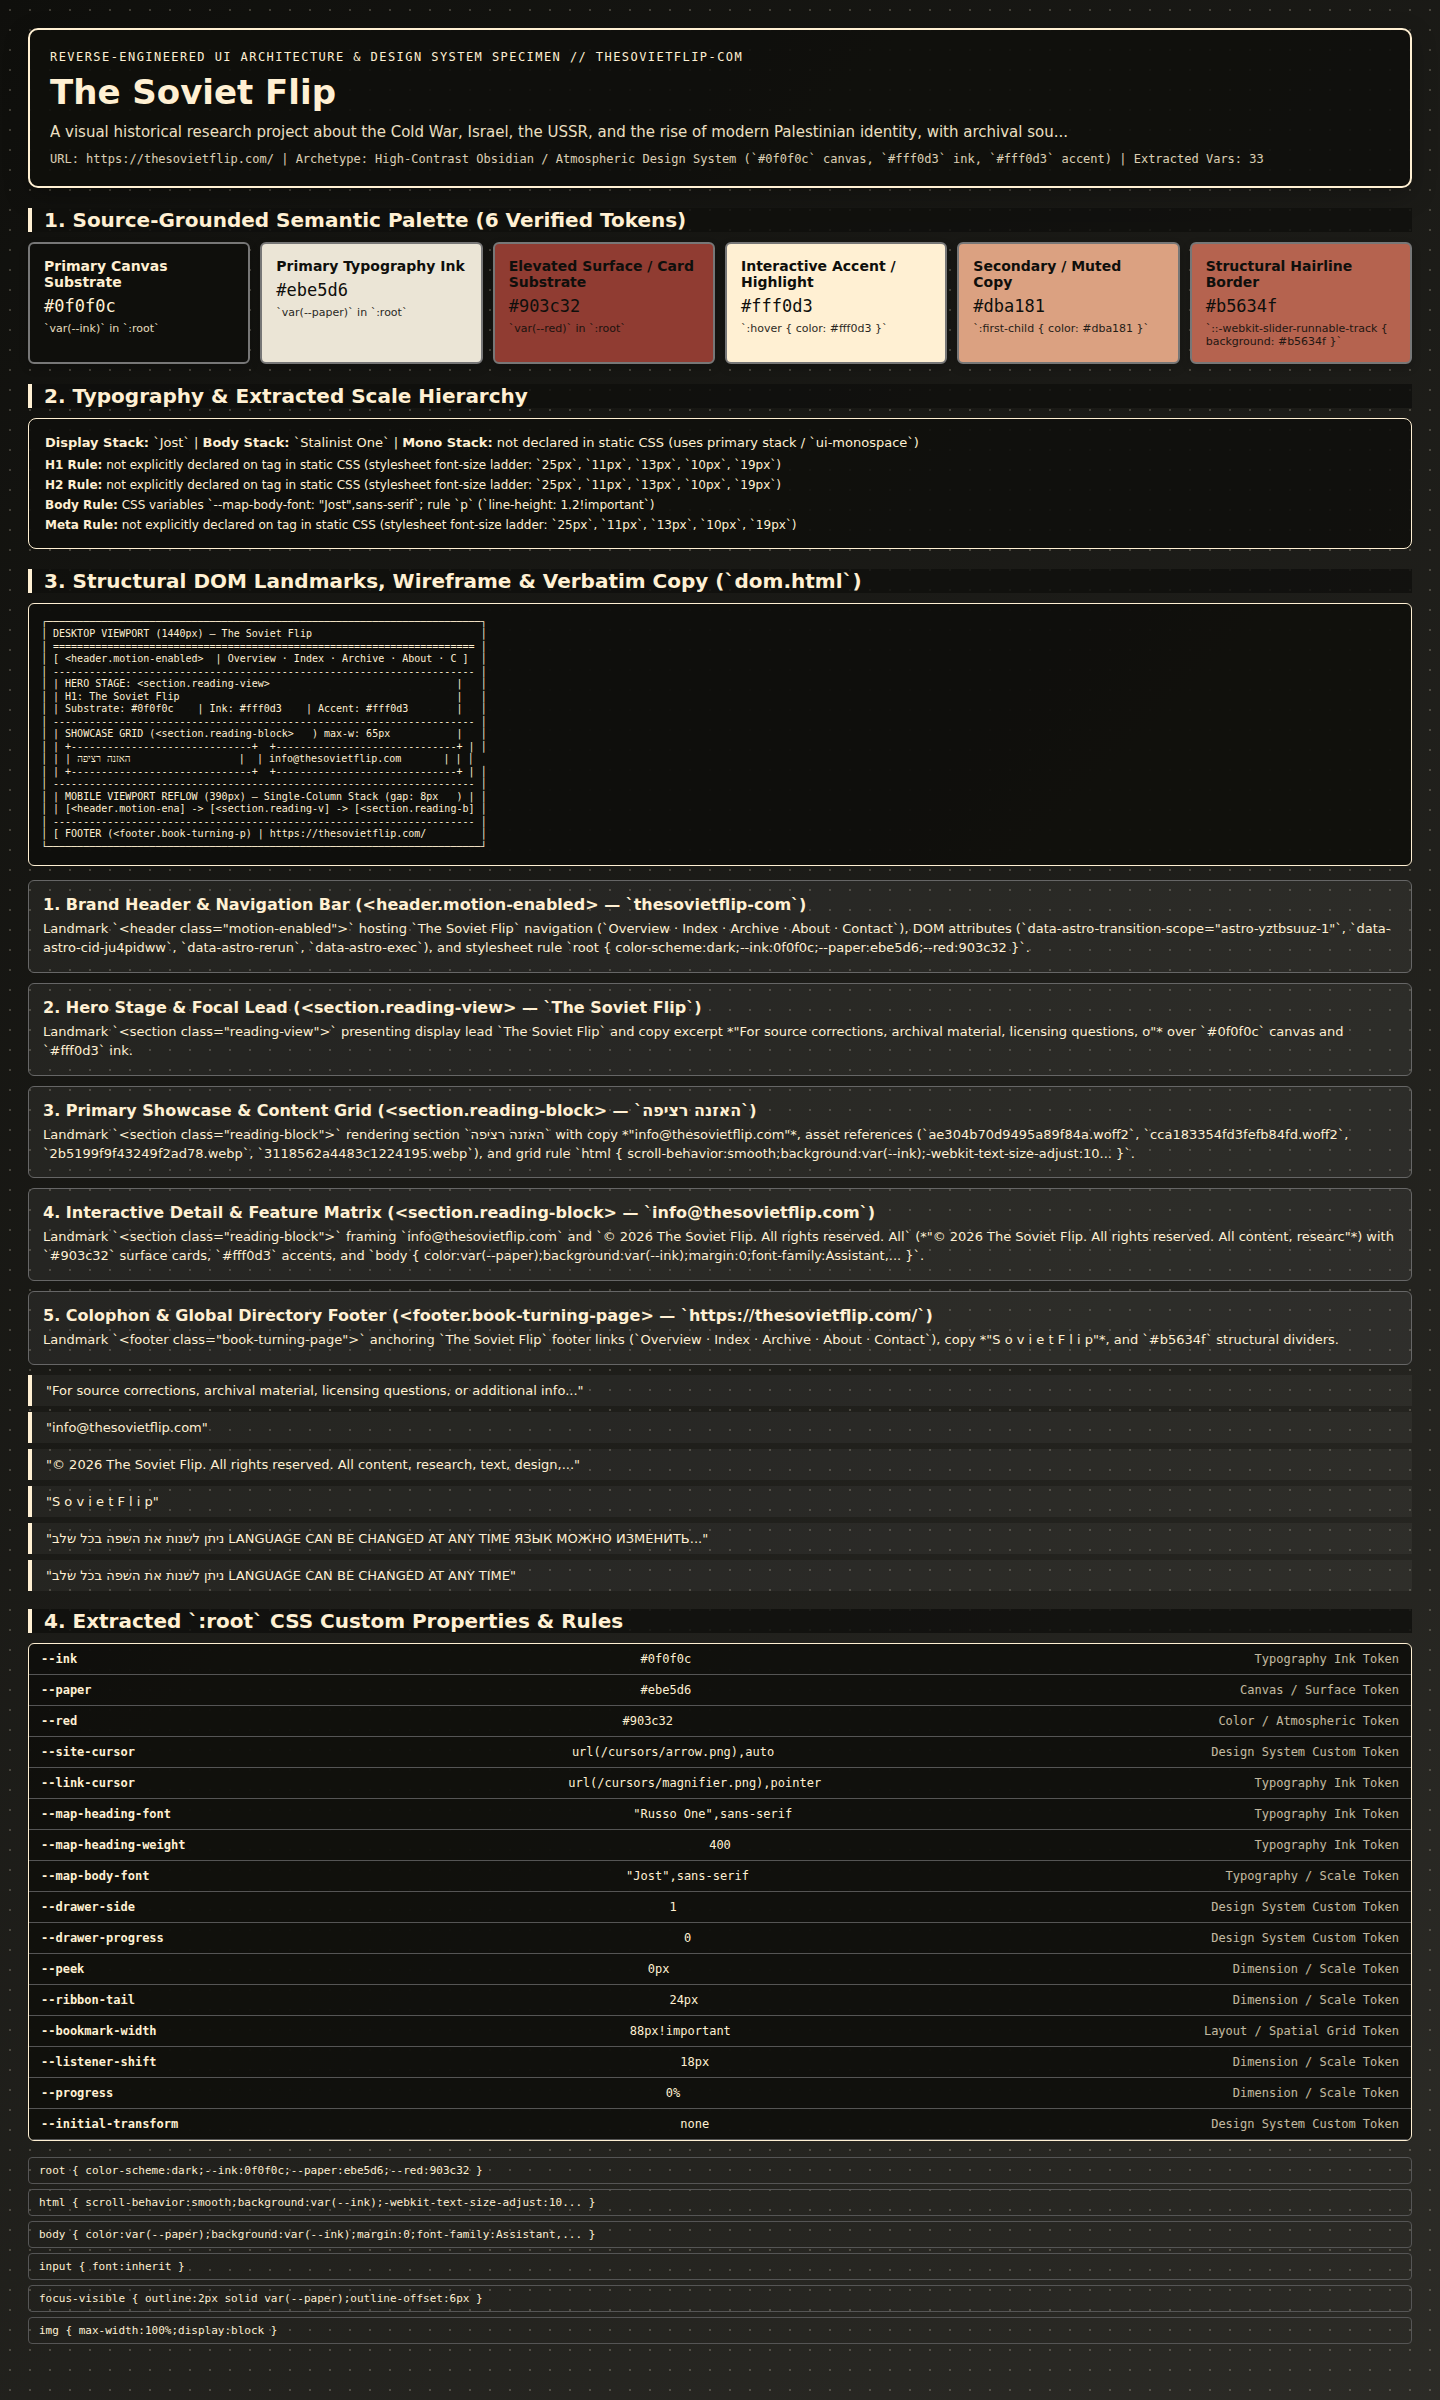 REVERSE-ENGINEERED UI ARCHITECTURE & DESIGN SYSTEM SPECIMEN // THESOVIETFLIP-COM
The Soviet Flip
A visual historical research project about the Cold War, Israel, the USSR, and the rise of modern Palestinian identity, with archival sou...
URL: https://thesovietflip.com/ | Archetype: High-Contrast Obsidian / Atmospheric Design System (`#0f0f0c` canvas, `#fff0d3` ink, `#fff0d3` accent) | Extracted Vars: 33
1. Source-Grounded Semantic Palette (6 Verified Tokens)
Primary Canvas Substrate
#0f0f0c
`var(--ink)` in `:root`
Primary Typography Ink
#ebe5d6
`var(--paper)` in `:root`
Elevated Surface / Card Substrate
#903c32
`var(--red)` in `:root`
Interactive Accent / Highlight
#fff0d3
`:hover { color: #fff0d3 }`
Secondary / Muted Copy
#dba181
`:first-child { color: #dba181 }`
Structural Hairline Border
#b5634f
`::-webkit-slider-runnable-track { background: #b5634f }`
2. Typography & Extracted Scale Hierarchy
Display Stack: `Jost` | Body Stack: `Stalinist One` | Mono Stack: not declared in static CSS (uses primary stack / `ui-monospace`)
H1 Rule: not explicitly declared on tag in static CSS (stylesheet font-size ladder: `25px`, `11px`, `13px`, `10px`, `19px`)
H2 Rule: not explicitly declared on tag in static CSS (stylesheet font-size ladder: `25px`, `11px`, `13px`, `10px`, `19px`)
Body Rule: CSS variables `--map-body-font: "Jost",sans-serif`; rule `p` (`line-height: 1.2!important`)
Meta Rule: not explicitly declared on tag in static CSS (stylesheet font-size ladder: `25px`, `11px`, `13px`, `10px`, `19px`)
3. Structural DOM Landmarks, Wireframe & Verbatim Copy (`dom.html`)
DESKTOP VIEWPORT (1440px) — The Soviet Flip
======================================================================
[ <header.motion-enabled>  | Overview · Index · Archive · About · C ]
----------------------------------------------------------------------
| HERO STAGE: <section.reading-view> |
| H1: The Soviet Flip |
| Substrate: #0f0f0c    | Ink: #fff0d3    | Accent: #fff0d3 |
----------------------------------------------------------------------
| SHOWCASE GRID (<section.reading-block>   ) max-w: 65px |
| +------------------------------+  +------------------------------+ |
| | האזנה רציפה |  | info@thesovietflip.com | |
| +------------------------------+  +------------------------------+ |
----------------------------------------------------------------------
| MOBILE VIEWPORT REFLOW (390px) — Single-Column Stack (gap: 8px   ) |
| [<header.motion-ena] -> [<section.reading-v] -> [<section.reading-b]
----------------------------------------------------------------------
[ FOOTER (<footer.book-turning-p) | https://thesovietflip.com/
1. Brand Header & Navigation Bar (<header.motion-enabled> — `thesovietflip-com`)
Landmark `<header class="motion-enabled">` hosting `The Soviet Flip` navigation (`Overview · Index · Archive · About · Contact`), DOM attributes (`data-astro-transition-scope="astro-yztbsuuz-1"`, `data-
astro-cid-ju4pidww`, `data-astro-rerun`, `data-astro-exec`), and stylesheet rule `root { color-scheme:dark;--ink:0f0f0c;--paper:ebe5d6;--red:903c32 }`.
2. Hero Stage & Focal Lead (<section.reading-view> — `The Soviet Flip`)
Landmark `<section class="reading-view">` presenting display lead `The Soviet Flip` and copy excerpt *"For source corrections, archival material, licensing questions, o"* over `#0f0f0c` canvas and
`#fff0d3` ink.
3. Primary Showcase & Content Grid (<section.reading-block> — `האזנה רציפה`)
Landmark `<section class="reading-block">` rendering section `האזנה רציפה` with copy *"info@thesovietflip.com"*, asset references (`ae304b70d9495a89f84a.woff2`, `cca183354fd3fefb84fd.woff2`,
`2b5199f9f43249f2ad78.webp`, `3118562a4483c1224195.webp`), and grid rule `html { scroll-behavior:smooth;background:var(--ink);-webkit-text-size-adjust:10... }`.
4. Interactive Detail & Feature Matrix (<section.reading-block> — `info@thesovietflip.com`)
Landmark `<section class="reading-block">` framing `info@thesovietflip.com` and `© 2026 The Soviet Flip. All rights reserved. All` (*"© 2026 The Soviet Flip. All rights reserved. All content, researc"*) with
`#903c32` surface cards, `#fff0d3` accents, and `body { color:var(--paper);background:var(--ink);margin:0;font-family:Assistant,... }`.
5. Colophon & Global Directory Footer (<footer.book-turning-page> — `https://thesovietflip.com/`)
Landmark `<footer class="book-turning-page">` anchoring `The Soviet Flip` footer links (`Overview · Index · Archive · About · Contact`), copy *"S o v i e t F l i p"*, and `#b5634f` structural dividers.
"For source corrections, archival material, licensing questions, or additional info..."
"info@thesovietflip.com"
"© 2026 The Soviet Flip. All rights reserved. All content, research, text, design,..."
"S o v i e t F l i p"
"ניתן לשנות את השפה בכל שלב LANGUAGE CAN BE CHANGED AT ANY TIME ЯЗЫК МОЖНО ИЗМЕНИТЬ..."
"ניתן לשנות את השפה בכל שלב LANGUAGE CAN BE CHANGED AT ANY TIME"
4. Extracted `:root` CSS Custom Properties & Rules
--ink #0f0f0c Typography Ink Token
--paper #ebe5d6 Canvas / Surface Token
--red #903c32 Color / Atmospheric Token
--site-cursor url(/cursors/arrow.png),auto Design System Custom Token
--link-cursor url(/cursors/magnifier.png),pointer Typography Ink Token
--map-heading-font "Russo One",sans-serif Typography Ink Token
--map-heading-weight 400 Typography Ink Token
--map-body-font "Jost",sans-serif Typography / Scale Token
--drawer-side 1 Design System Custom Token
--drawer-progress 0 Design System Custom Token
--peek 0px Dimension / Scale Token
--ribbon-tail 24px Dimension / Scale Token
--bookmark-width 88px!important Layout / Spatial Grid Token
--listener-shift 18px Dimension / Scale Token
--progress 0% Dimension / Scale Token
--initial-transform none Design System Custom Token
root { color-scheme:dark;--ink:0f0f0c;--paper:ebe5d6;--red:903c32 }
html { scroll-behavior:smooth;background:var(--ink);-webkit-text-size-adjust:10... }
body { color:var(--paper);background:var(--ink);margin:0;font-family:Assistant,... }
input { font:inherit }
focus-visible { outline:2px solid var(--paper);outline-offset:6px }
img { max-width:100%;display:block }